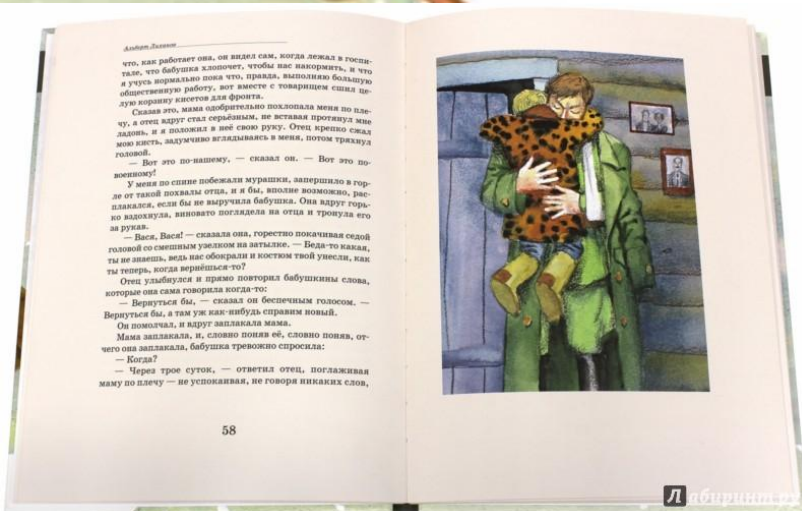 Альберт Лиханов
что, как работает она, он видел сам, когда лежал в госпи-
тале, что бабушка хлопочет, чтобы нас накормить, и что
я учусь нормально пока что, правда, выполняю большую
общественную работу, вот вместе с товарищем сшил це-
лую корзину кисетов для фронта.
Сказав это, мама одобрительно похлопала меня по пле-
чу, а отец вдруг стал серьёзным, не вставая протянул мне
ладонь, и я положил в неё свою руку. Отец крепко сжал
мою кисть, задумчиво вглядываясь в меня, потом тряхнул
головой.
— Вот это по-нашему, — сказал он. — Вот это по-
военному!
У меня по спине побежали мурашки, запершило в гор-
ле от такой похвалы отца, и я бы, вполне возможно, рас-
плакался, если бы не выручила бабушка. Она вдруг горь-
ко вздохнула, виновато поглядела на отца и тронула его
за рукав.
— Вася, Вася! — сказала она, горестно покачивая седой
головой со смешным узелком на затылке. — Беда-то какая,
ты не знаешь, ведь нас обокрали и костюм твой унесли, как
ты теперь, когда вернёшься-то?
Отец улыбнулся и прямо повторил бабушкины слова,
которые она сама говорила когда-то:
— Вернуться бы, — сказал он беспечным голосом. —
Вернуться бы, а там уж как-нибудь справим новый.
Он помолчал, и вдруг заплакала мама.
Мама заплакала, и, словно поняв её, словно поняв, от-
чего она заплакала, бабушка тревожно спросила:
— Когда?
— Через трое суток, — ответил отец, поглаживая
маму по плечу — не успокаивая, не говоря никаких слов,
58
Лабиринт.ру